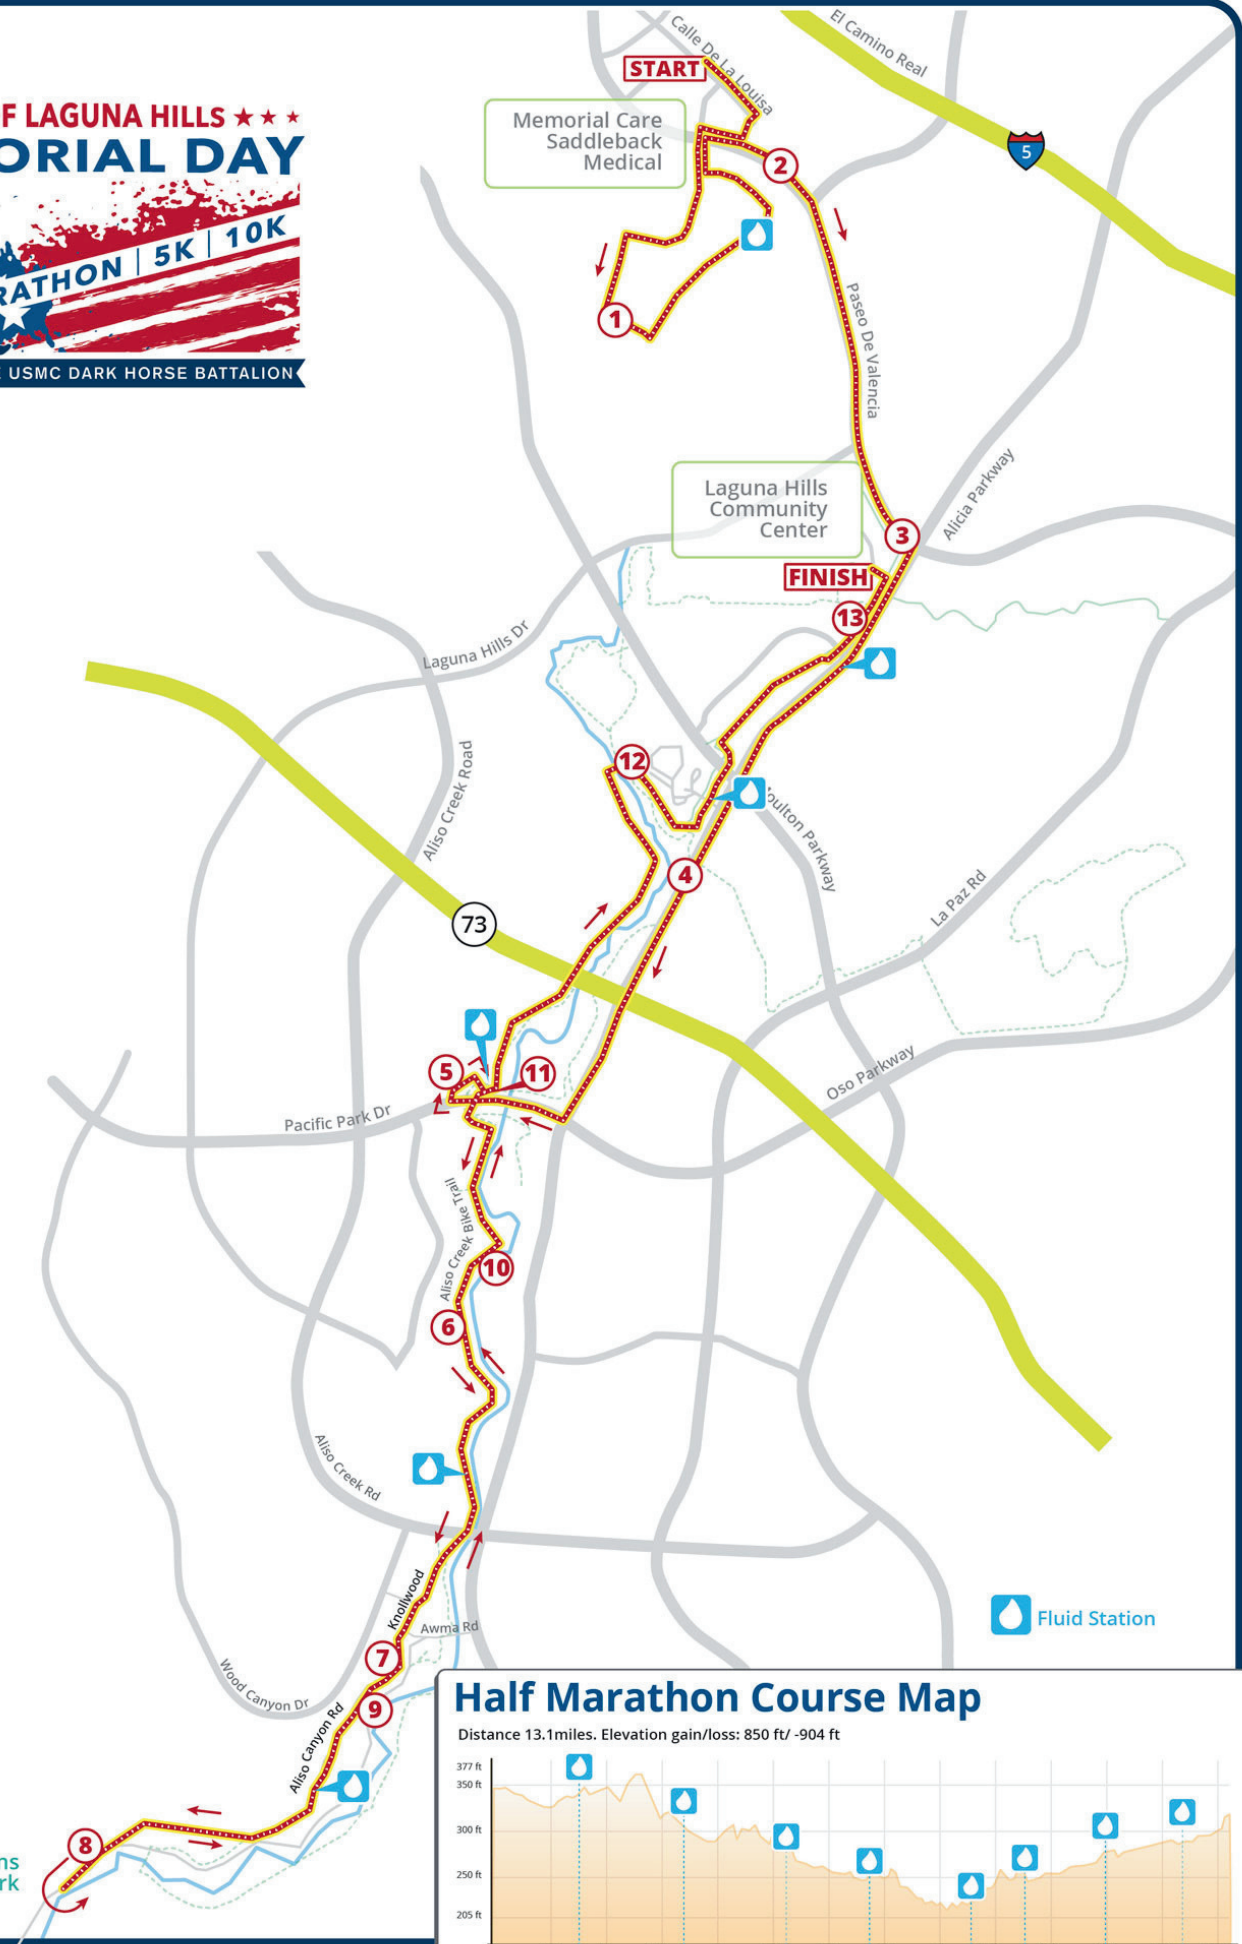 F LAGUNA HILLS ★ ★ ★
ORIAL DAY
RATHON | 5K | 10K
USMC DARK HORSE BATTALION
El Camino Real
Calle De La Louisa
START
5
Memorial Care
Saddleback
Medical
2
1
Paseo De Valencia
Alicia Parkway
Laguna Hills
Community
Center
3
FINISH
13
Laguna Hills Dr
12
Aliso Creek Road
oulton Parkway
4
La Paz Rd
73
5
11
Oso Parkway
Pacific Park Dr
Aliso Creek Bike Trail
10
6
Aliso Creek Rd
Knollwood
Awma Rd
Fluid Station
7
Wood Canyon Dr
9
Aliso Canyon Rd
8
ns
rk
Half Marathon Course Map
Distance 13.1miles. Elevation gain/loss: 850 ft/ -904 ft
377 ft
350 ft
300 ft
250 ft
205 ft